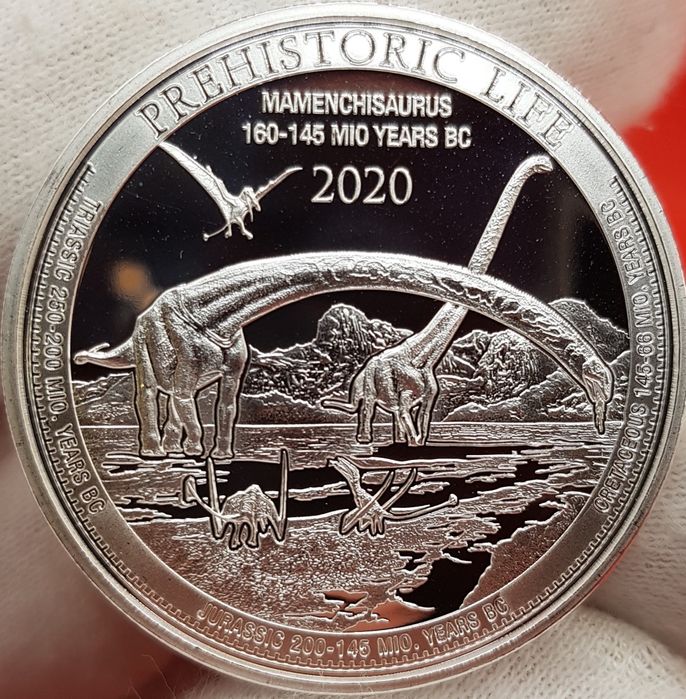 PREHISTORIC LIFE
MAMENCHISAURUS
160-145 MIO YEARS BC
2020
TRIASSIC 250-200 MIO. YEARS BC
JURASSIC 200-145 MIO. YEARS BC
CRETACEOUS 145-66 MIO. YEARS BC